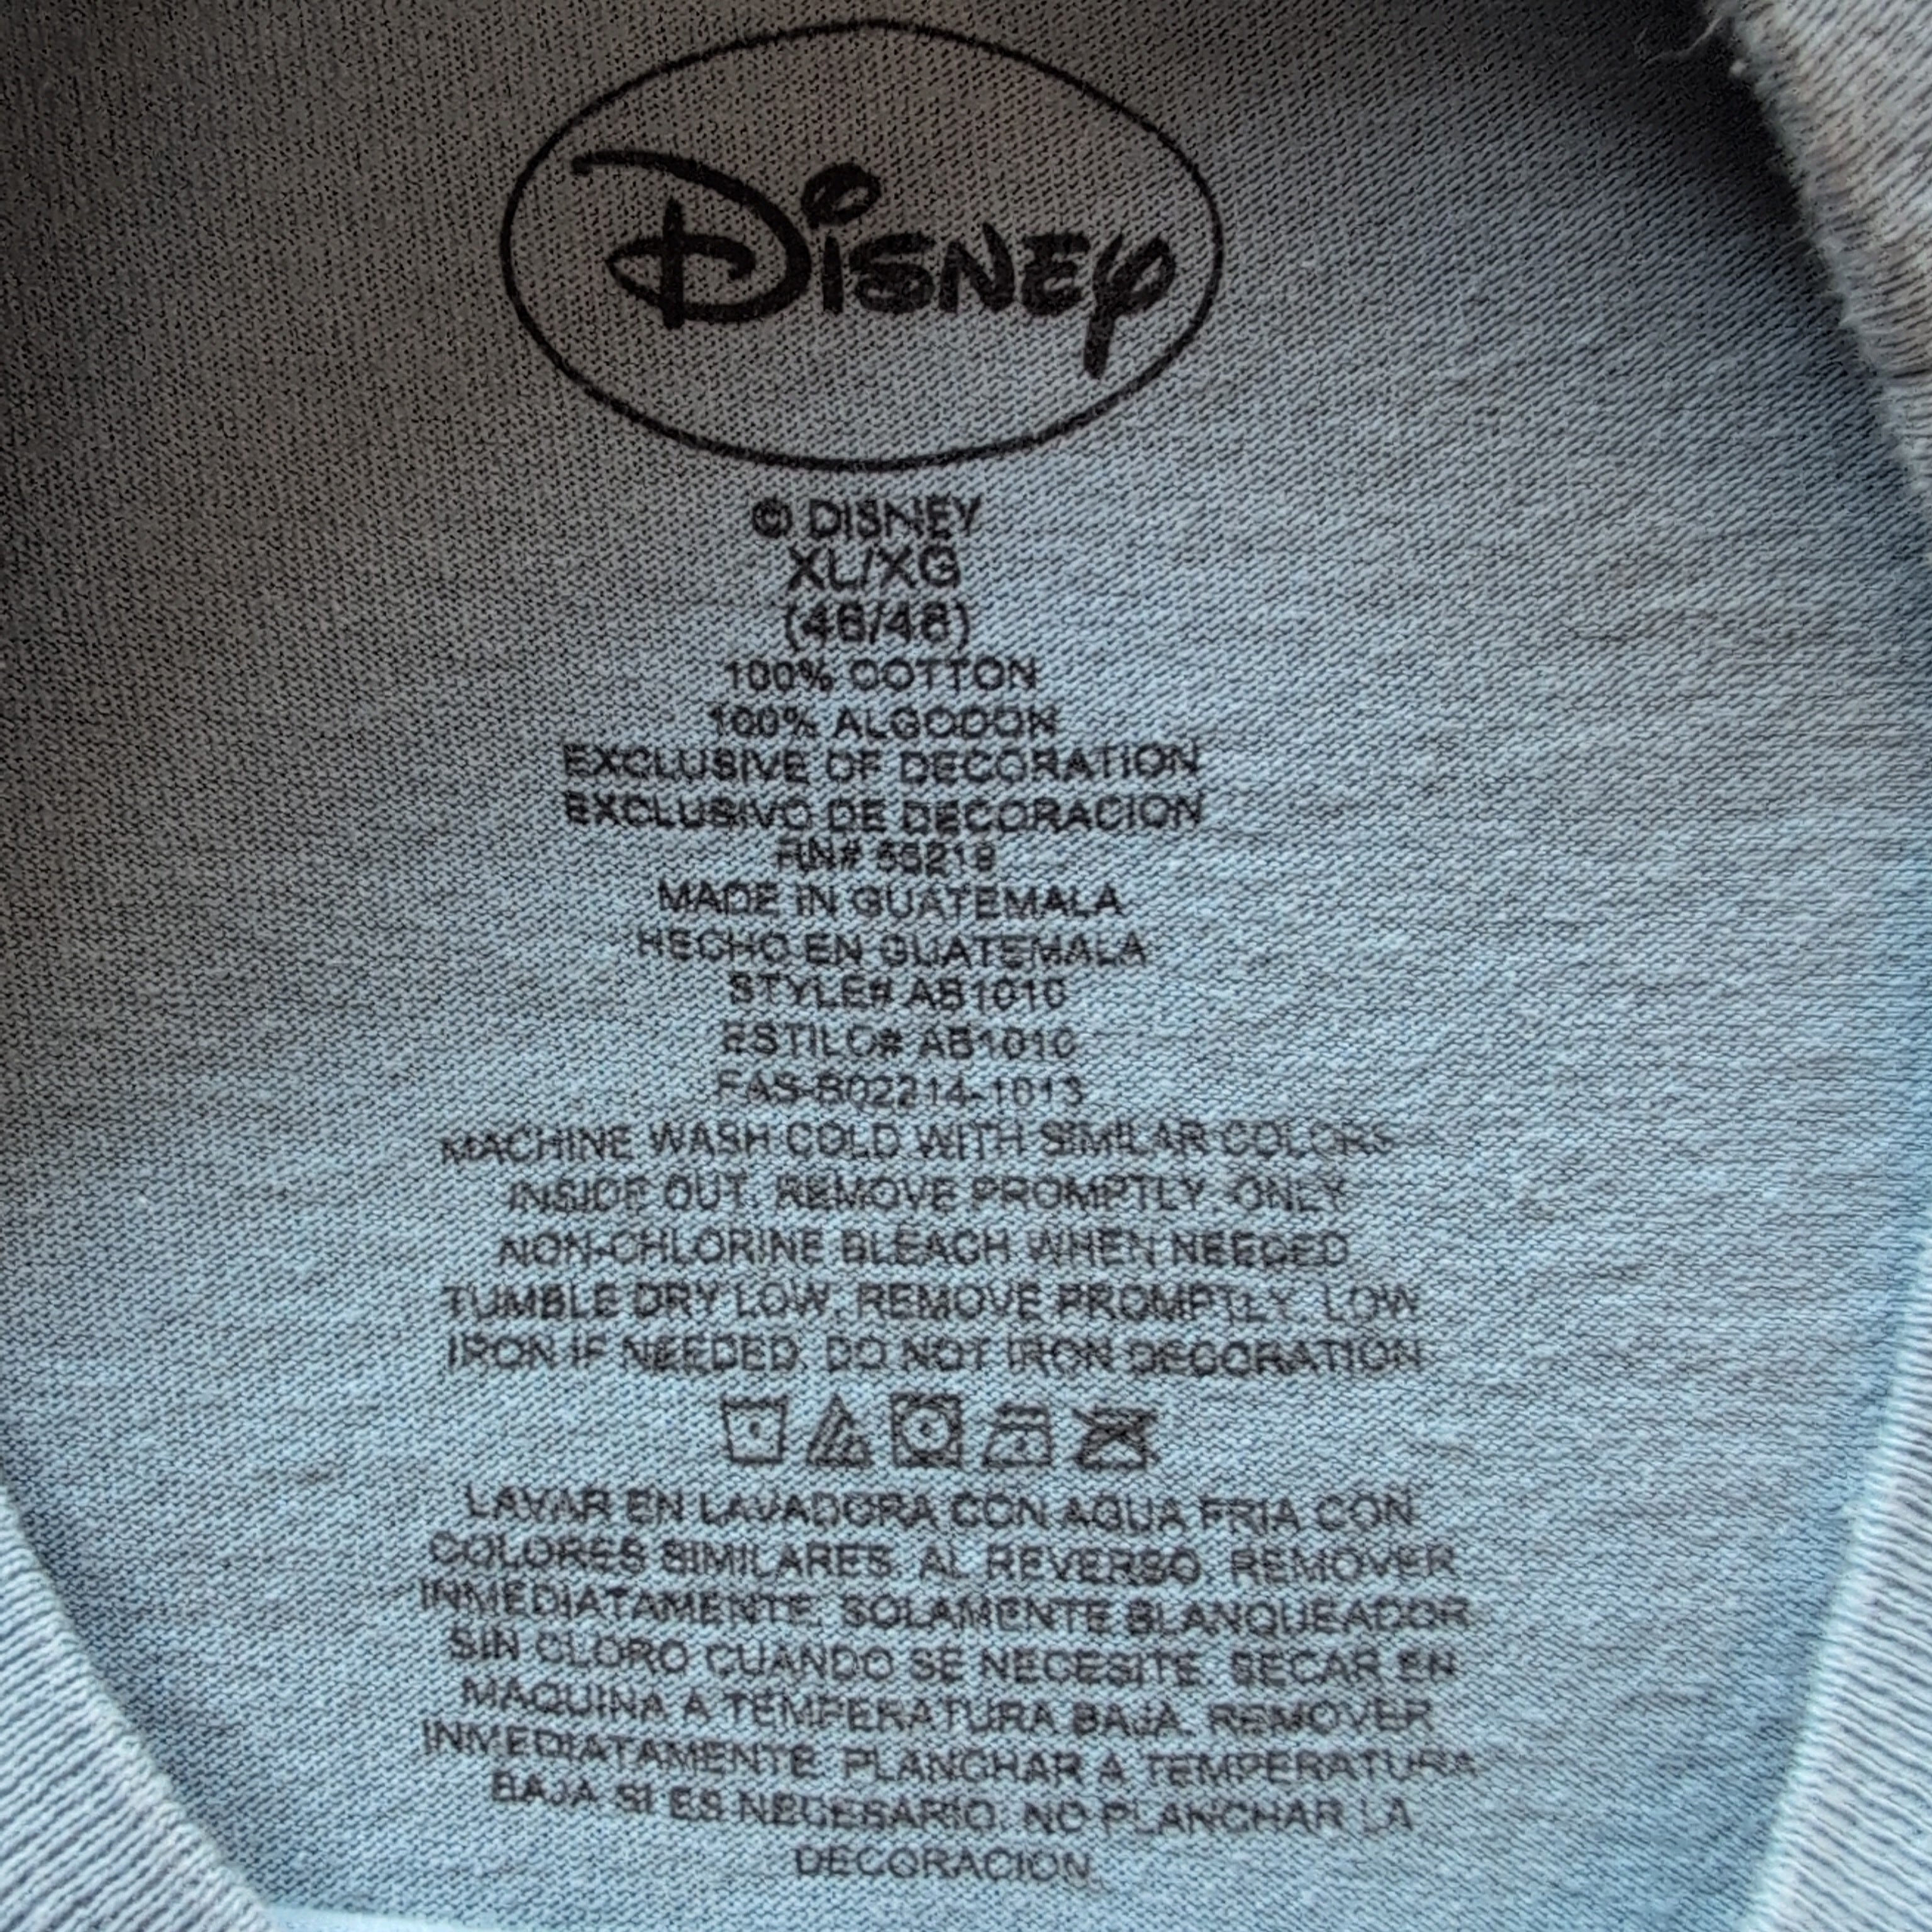 Disney
© DISNEY
XL/XG
(46/48)
100% COTTON
100% ALGODON
EXCLUSIVE OF DECORATION
EXCLUSIVO DE DECORACION
RN#
MADE IN GUATEMALA
HECHO EN GUATEMALA
STYLE# AB1010
ESTILO# AB1010
MACHINE WASH COLD WITH SIMILAR COLORS
INSIDE OUT. REMOVE PROMPTLY. ONLY
NON-CHLORINE BLEACH WHEN NEEDED
TUMBLE DRY LOW. REMOVE PROMPTLY. LOW
IRON IF NEEDED. DO NOT IRON DECORATION
LAVAR EN LAVADORA CON AGUA FRIA CON
COLORES SIMILARES. AL REVERSO. REMOVER
INMEDIATAMENTE. SOLAMENTE BLANQUEADOR
SIN CLORO CUANDO SE NECESITE. SECAR EN
MAQUINA A TEMPERATURA BAJA. REMOVER
INMEDIATAMENTE. PLANCHAR A TEMPERATURA
BAJA SI ES NECESARIO. NO PLANCHAR LA
DECORACION.